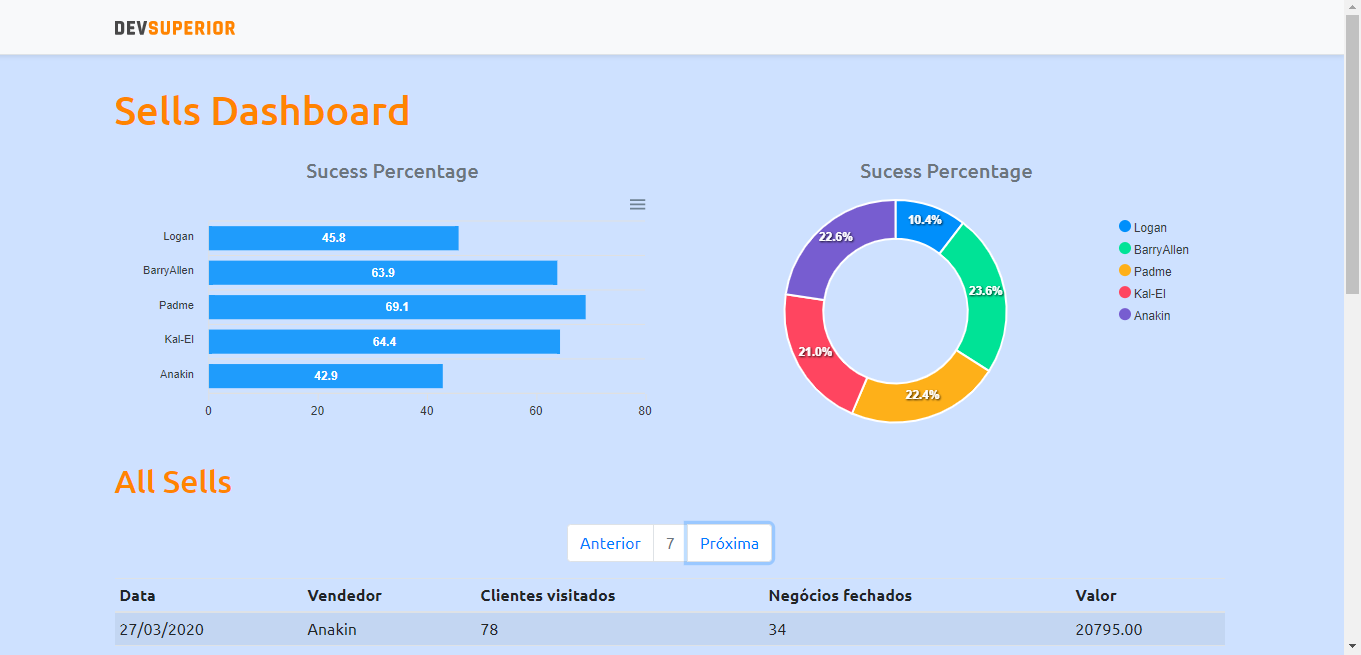 DEVSUPERIOR
Sells Dashboard
Sucess Percentage
Logan 45.8
BarryAllen 63.9
Padme 69.1
Kal-El 64.4
Anakin 42.9
0 20 40 60 80
Sucess Percentage
10.4%
23.6%
22.4%
21.0%
22.6%
Logan
BarryAllen
Padme
Kal-El
Anakin
All Sells
Anterior 7 Próxima
Data Vendedor Clientes visitados Negócios fechados Valor
27/03/2020 Anakin 78 34 20795.00